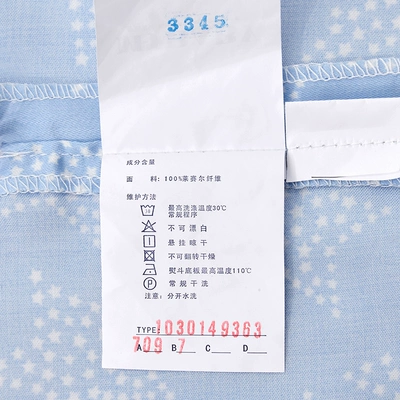 3345
成分含量
面 料: 100%莱赛尔纤维
维护方法
最高洗涤温度30℃
常规程序
不可漂白
悬挂晾干
不可翻转干燥
熨斗底板最高温度110℃
P 常规干洗
注意: 分开水洗
TYPE: 1030149363
709 7
A B C D